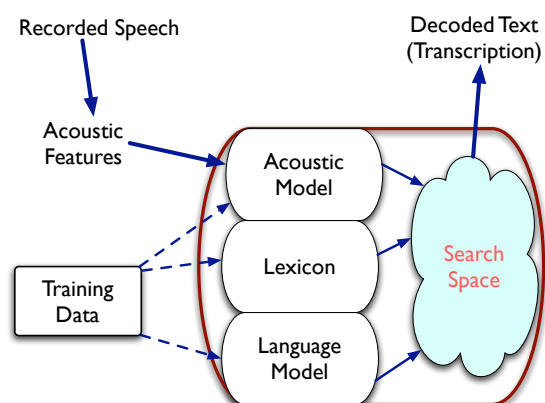 Recorded Speech
Decoded Text
(Transcription)
Acoustic
Features
Acoustic
Model
Lexicon
Search
Space
Training
Data
Language
Model